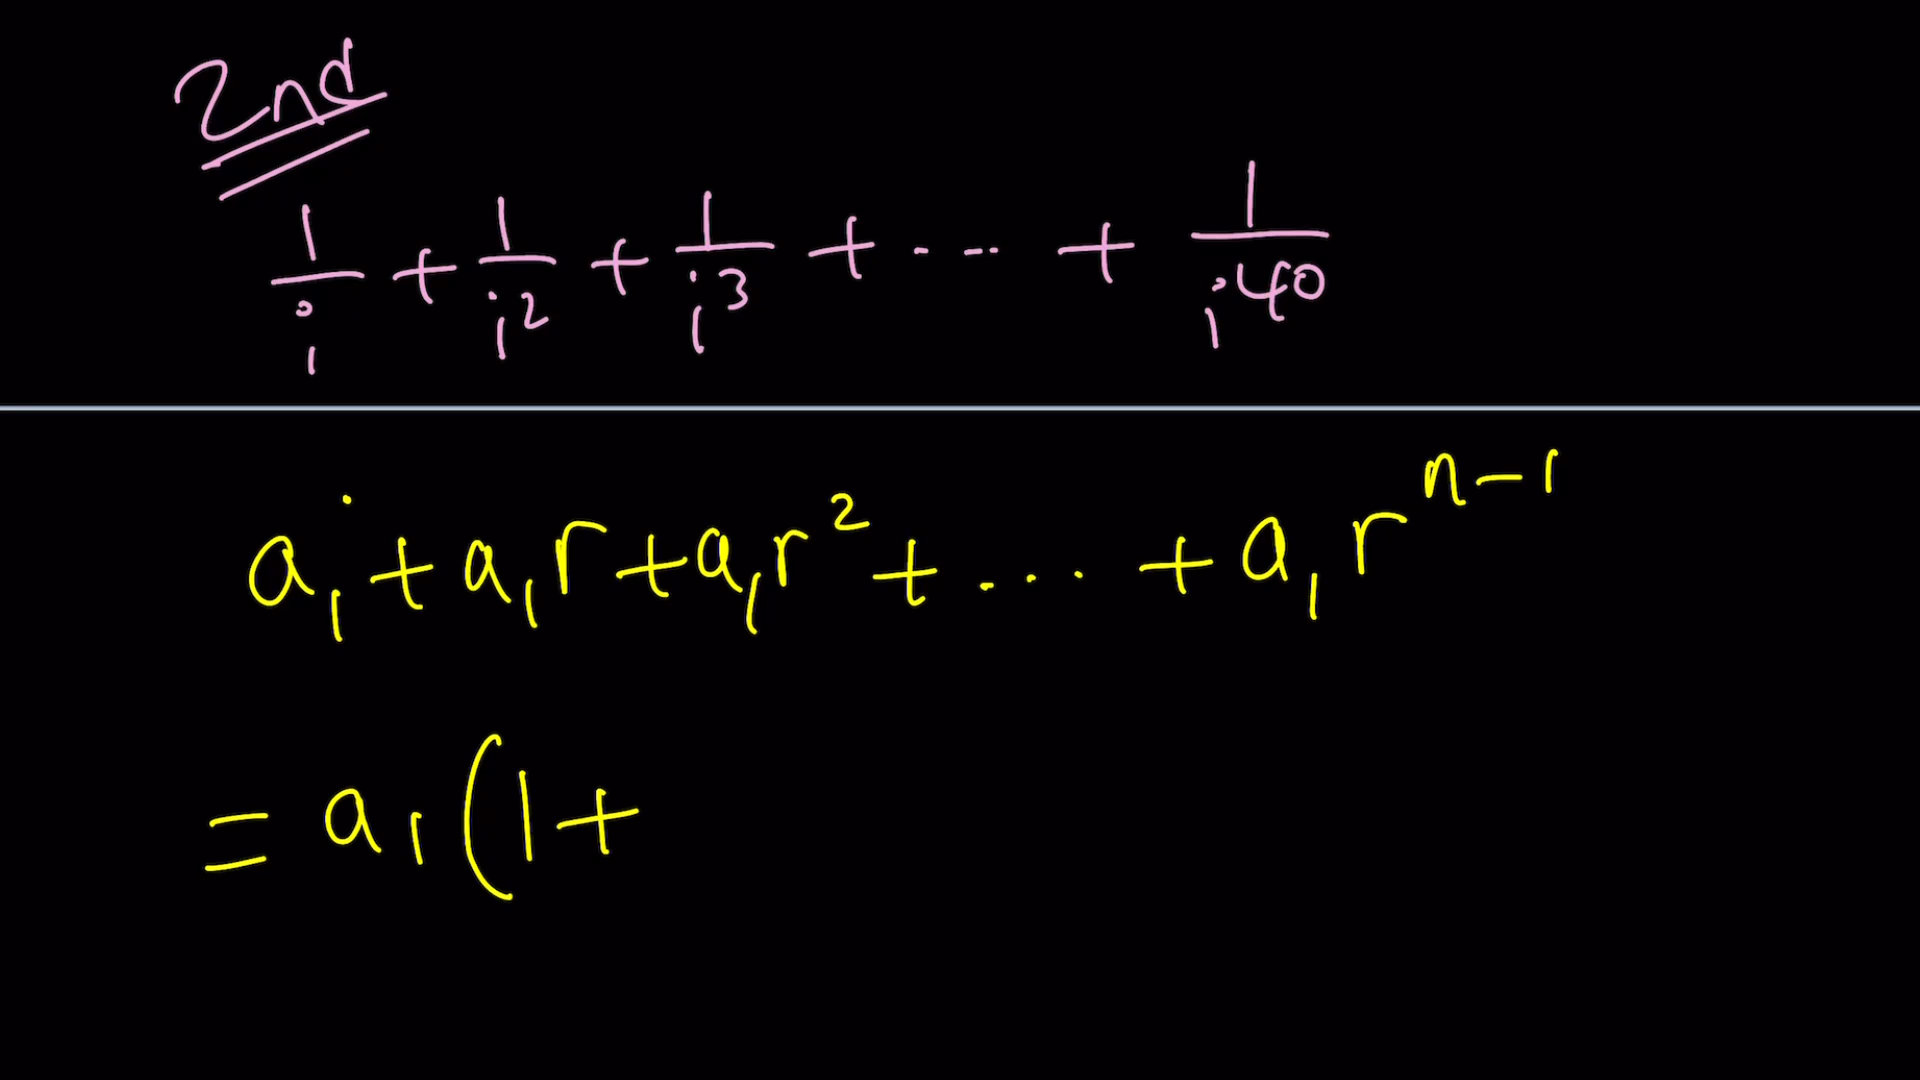 2nd
1/i + 1/i² + 1/i³ + ... + 1/i⁴⁰
a₁ + a₁r + a₁r² + ... + a₁rⁿ⁻¹
= a₁(1+